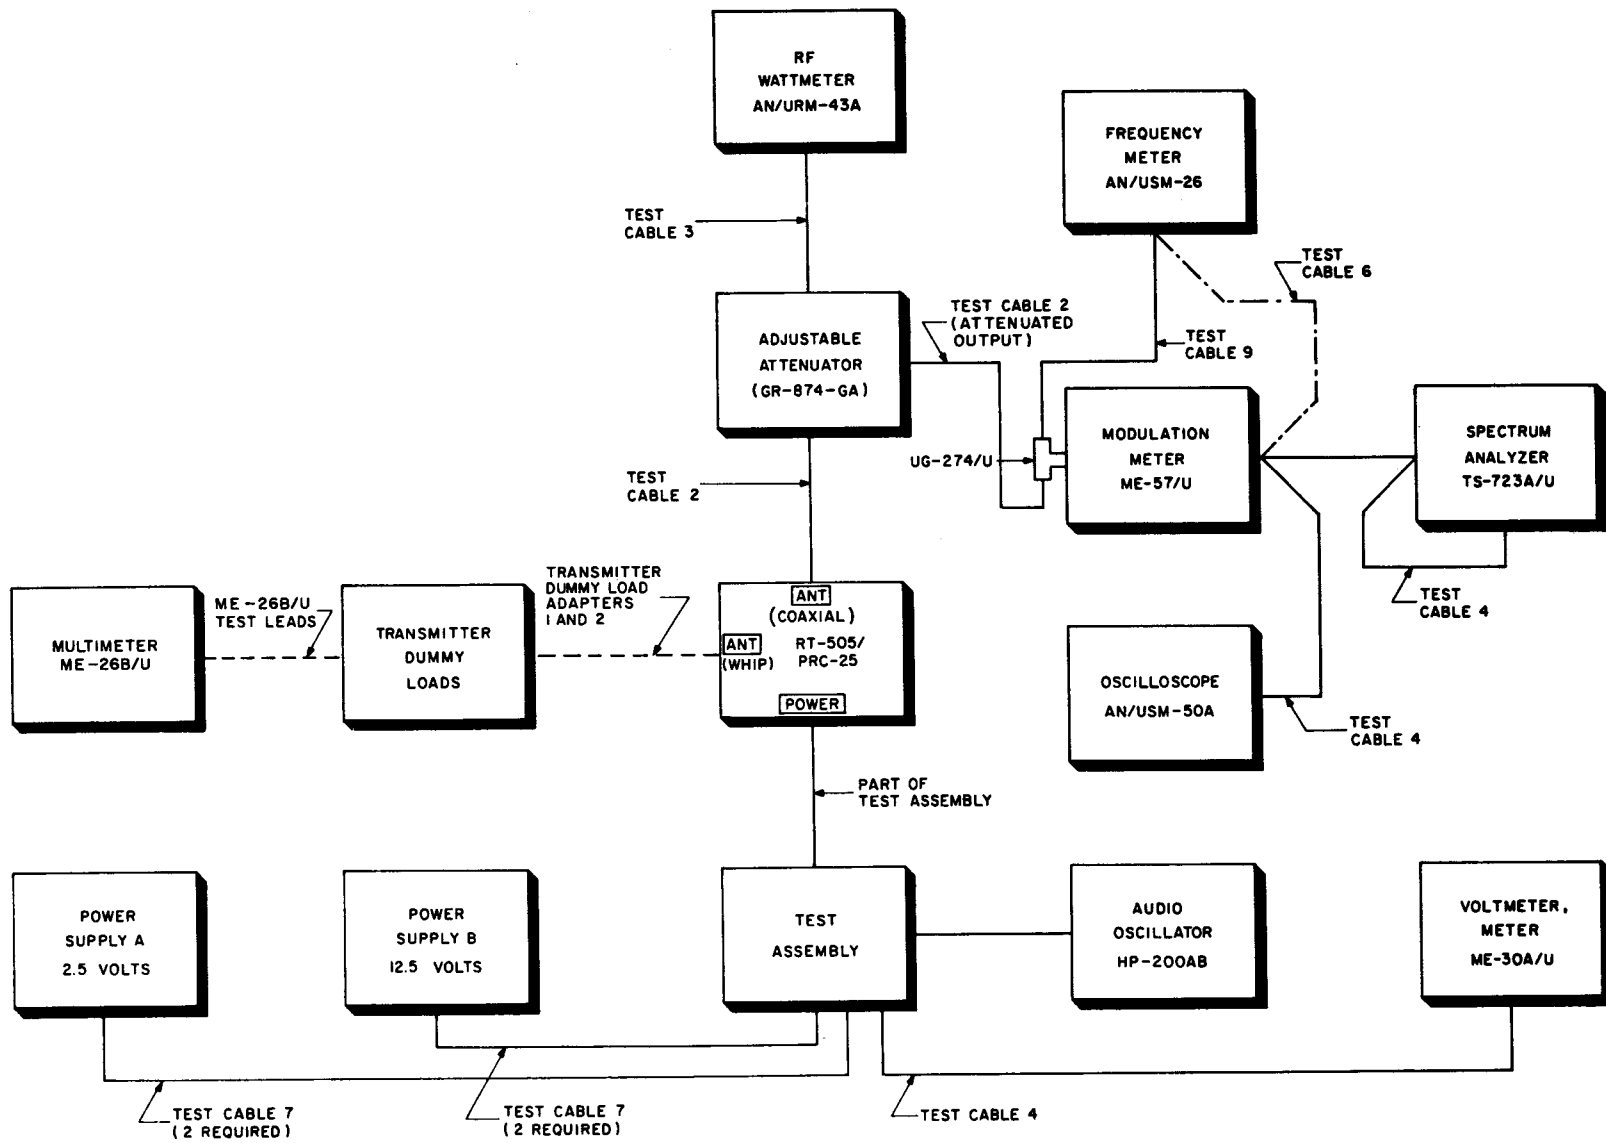 RF
WATTMETER
AN/URM-43A
FREQUENCY
METER
AN/USM-26
TEST
CABLE 3
TEST
CABLE 6
ADJUSTABLE
ATTENUATOR
(GR-874-GA)
TEST CABLE 2
(ATTENUATED
OUTPUT)
TEST
CABLE 9
UG-274/U
MODULATION
METER
ME-57/U
SPECTRUM
ANALYZER
TS-723A/U
TEST
CABLE 2
TEST
CABLE 4
MULTIMETER
ME-26B/U
ME-26B/U
TEST LEADS
TRANSMITTER
DUMMY
LOADS
TRANSMITTER
DUMMY LOAD
ADAPTERS
1 AND 2
ANT
(COAXIAL)
ANT
(WHIP)
RT-505/
PRC-25
POWER
OSCILLOSCOPE
AN/USM-50A
TEST
CABLE 4
PART OF
TEST ASSEMBLY
POWER
SUPPLY A
2.5 VOLTS
POWER
SUPPLY B
12.5 VOLTS
TEST
ASSEMBLY
AUDIO
OSCILLATOR
HP-200AB
VOLTMETER,
METER
ME-30A/U
TEST CABLE 7
(2 REQUIRED)
TEST CABLE 7
(2 REQUIRED)
TEST CABLE 4